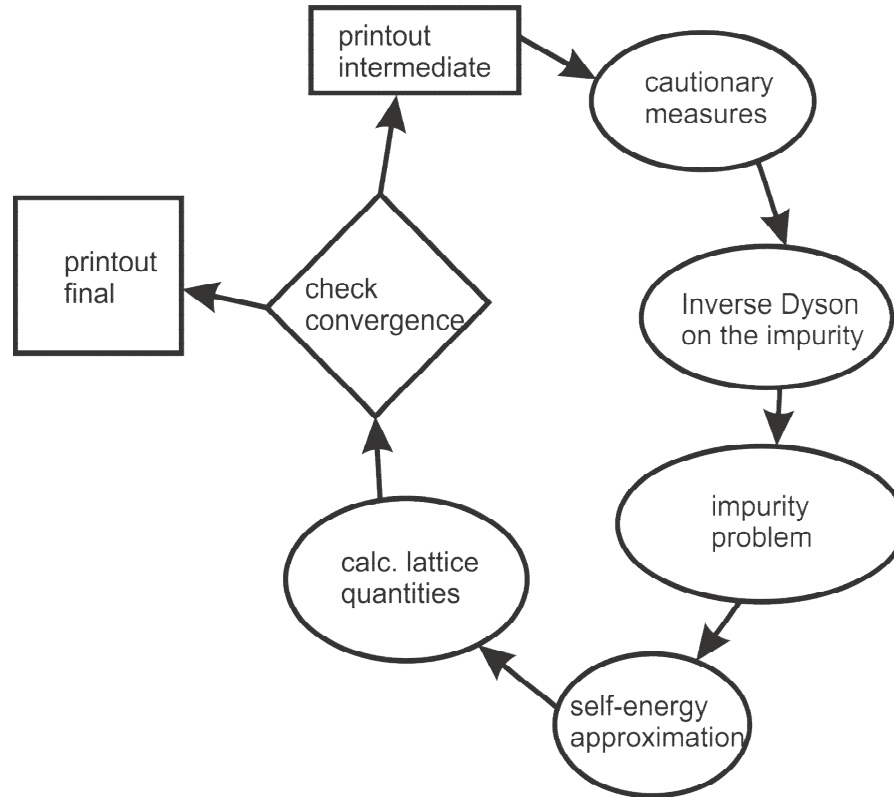 printout
intermediate
cautionary
measures
printout
final
check
convergence
Inverse Dyson
on the impurity
impurity
problem
calc. lattice
quantities
self-energy
approximation